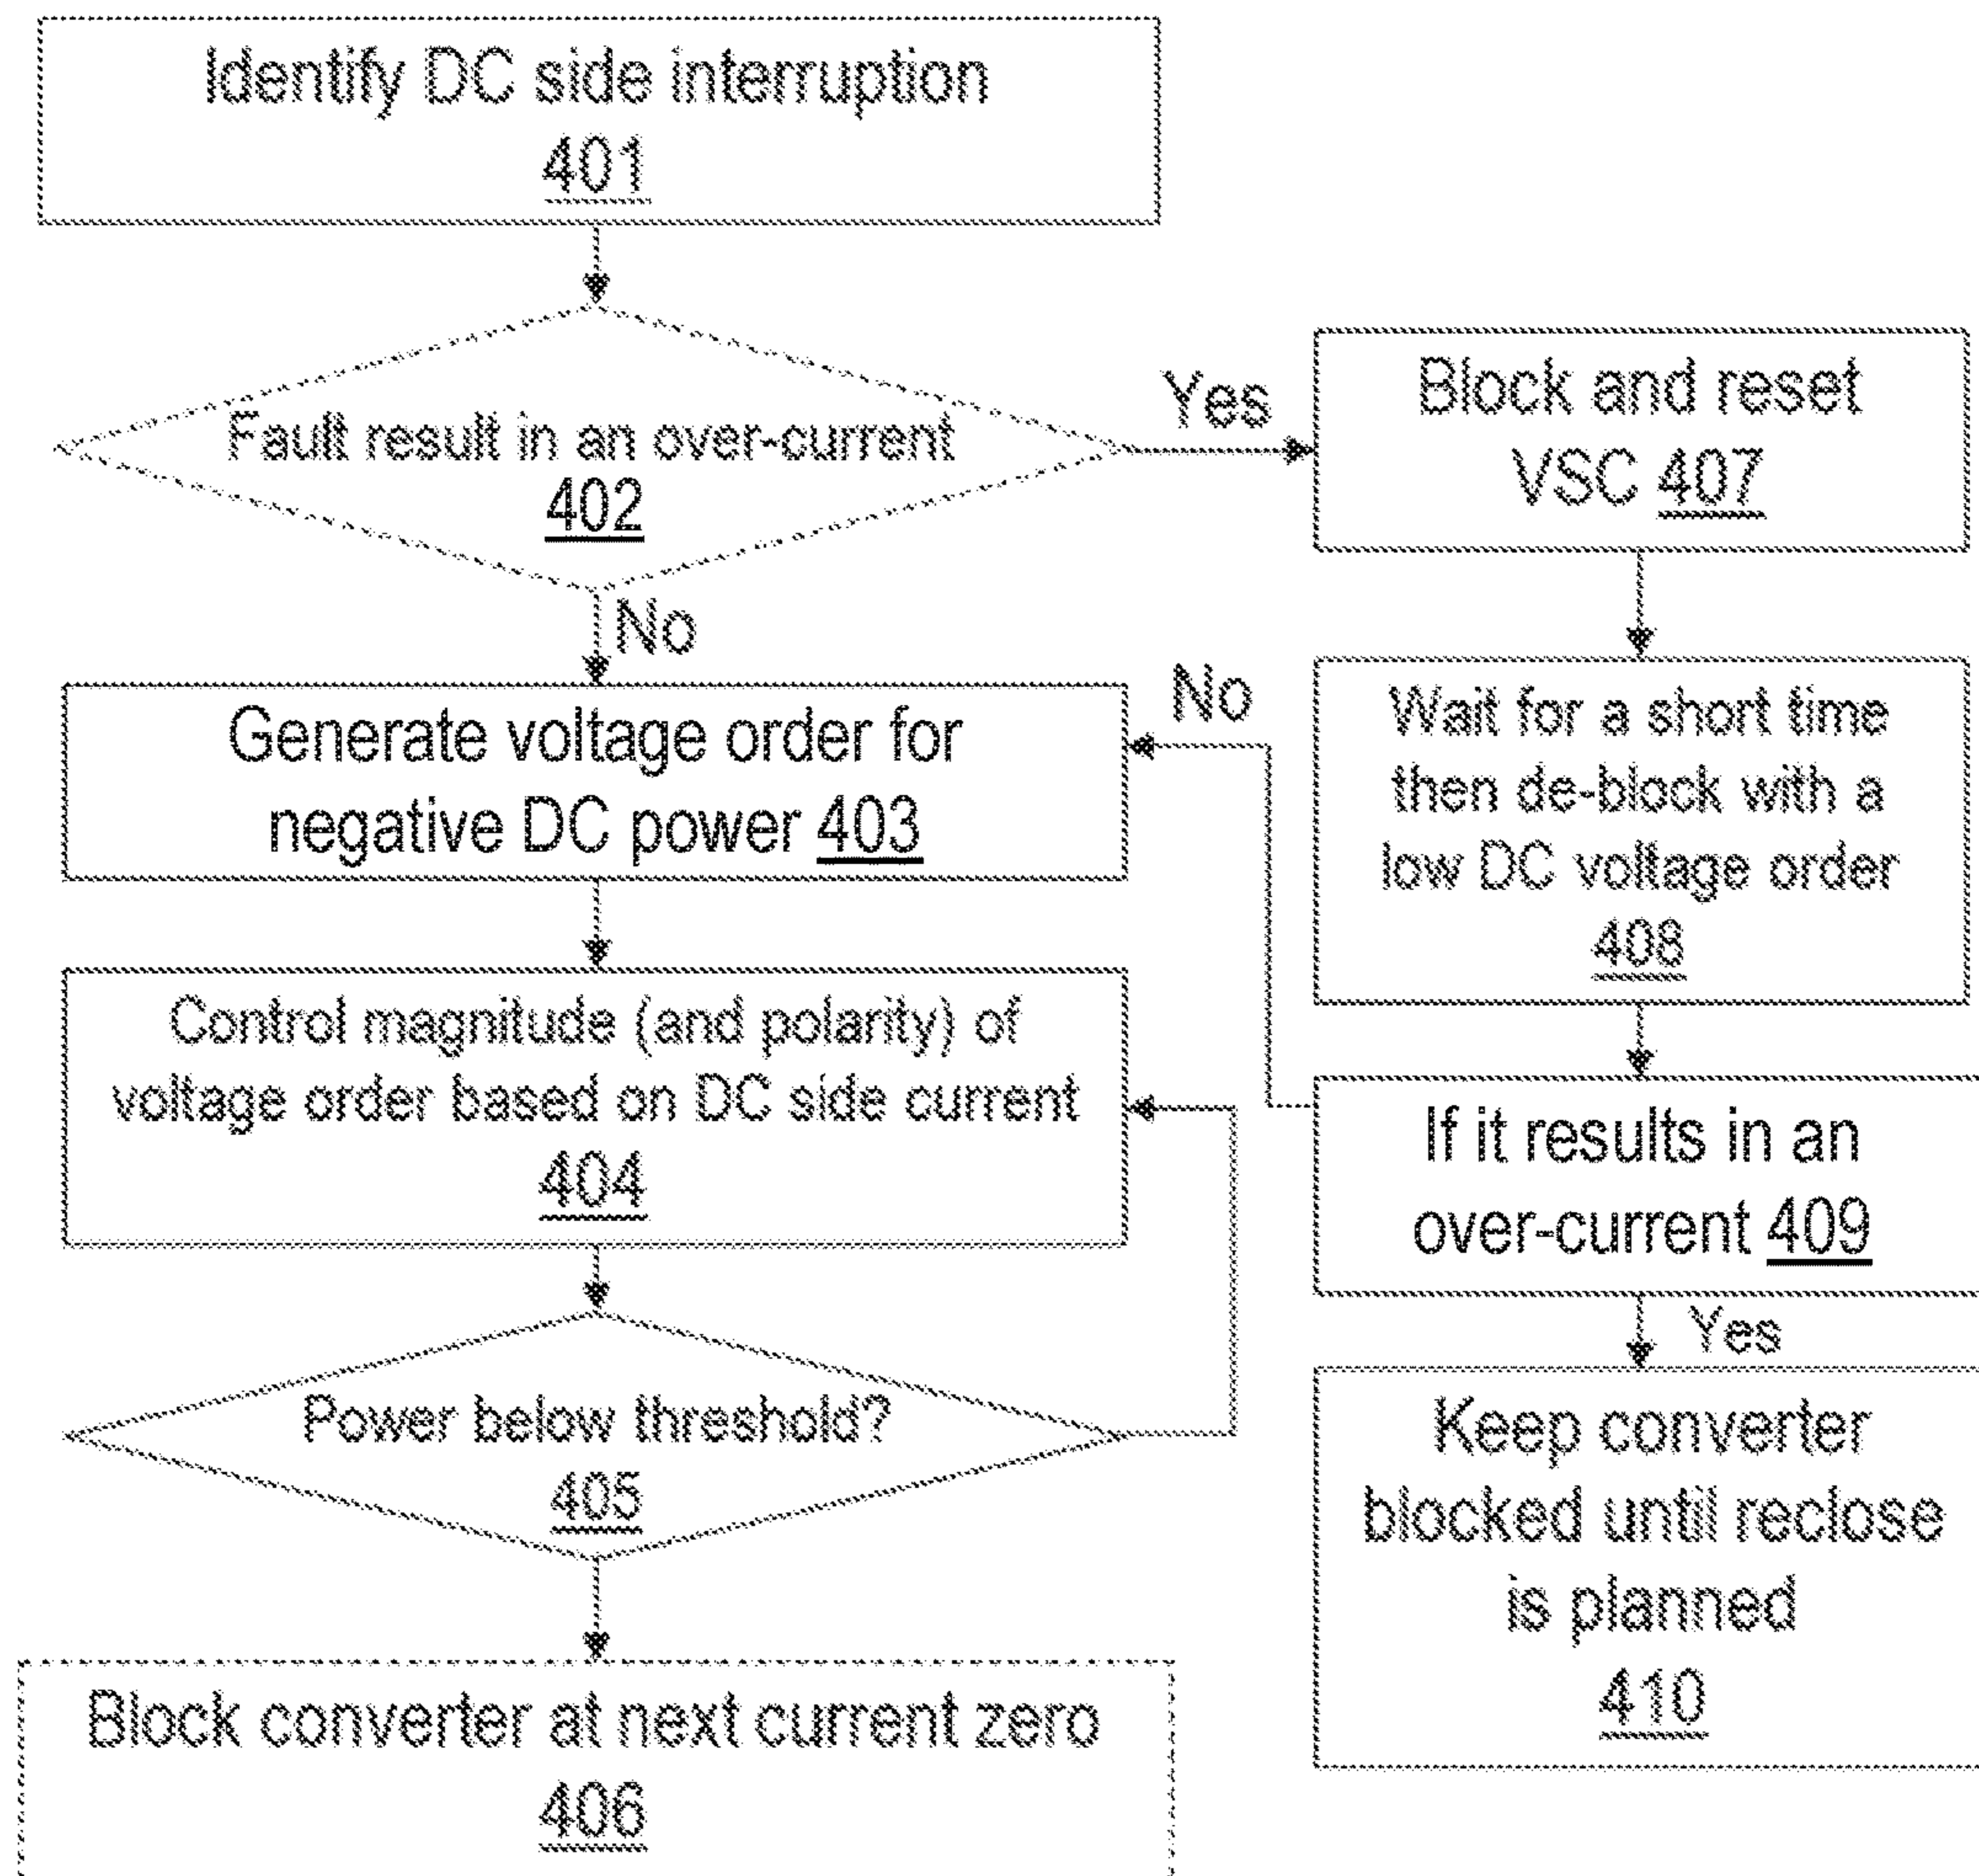 Identify DC side interruption
401
Fault result in an over-current
402
Yes
Block and reset
VSC 407
No
Generate voltage order for
negative DC power 403
No
Wait for a short time
then de-block with a
low DC voltage order
408
Control magnitude (and polarity) of
voltage order based on DC side current
404
If it results in an
over-current 409
Yes
Power below threshold?
405
Keep converter
blocked until reclose
is planned
410
Block converter at next current zero
406